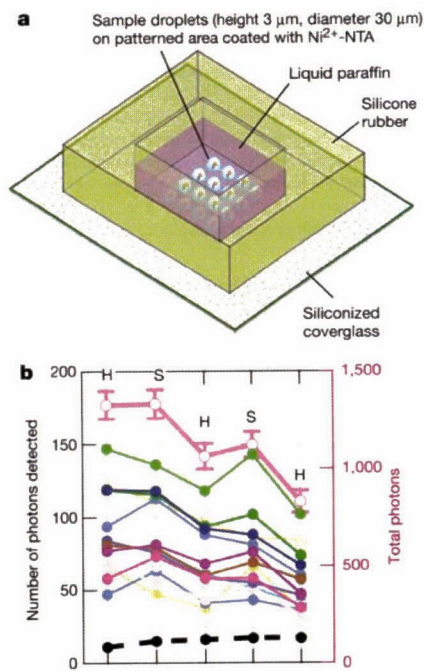 a
Sample droplets (height 3 μm, diameter 30 μm)
on patterned area coated with Ni²⁺-NTA
Liquid paraffin
Silicone
rubber
Siliconized
coverglass
b
200
150
100
50
0
Number of photons detected
H
S
H
S
H
1,500
1,000
500
0
Total photons